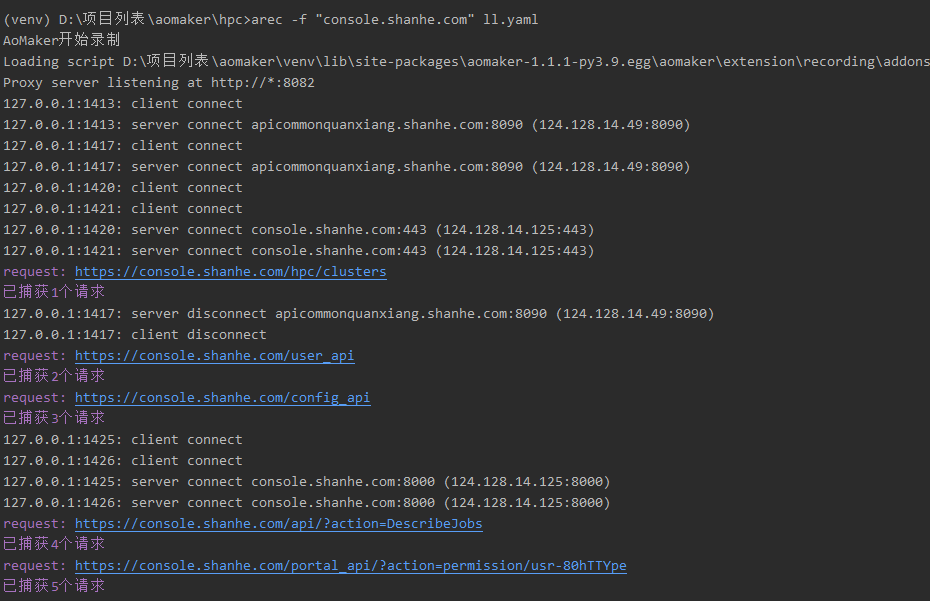 (venv) D:\项目列表\aomaker\hpc>arec -f "console.shanhe.com" ll.yaml
AoMaker开始录制
Loading script D:\项目列表\aomaker\venv\lib\site-packages\aomaker-1.1.1-py3.9.egg\aomaker\extension\recording\addons
Proxy server listening at http://*:8082
127.0.0.1:1413: client connect
127.0.0.1:1413: server connect apicommonquanxiang.shanhe.com:8090 (124.128.14.49:8090)
127.0.0.1:1417: client connect
127.0.0.1:1417: server connect apicommonquanxiang.shanhe.com:8090 (124.128.14.49:8090)
127.0.0.1:1420: client connect
127.0.0.1:1421: client connect
127.0.0.1:1420: server connect console.shanhe.com:443 (124.128.14.125:443)
127.0.0.1:1421: server connect console.shanhe.com:443 (124.128.14.125:443)
request: https://console.shanhe.com/hpc/clusters
已捕获1个请求
127.0.0.1:1417: server disconnect apicommonquanxiang.shanhe.com:8090 (124.128.14.49:8090)
127.0.0.1:1417: client disconnect
request: https://console.shanhe.com/user_api
已捕获2个请求
request: https://console.shanhe.com/config_api
已捕获3个请求
127.0.0.1:1425: client connect
127.0.0.1:1426: client connect
127.0.0.1:1425: server connect console.shanhe.com:8000 (124.128.14.125:8000)
127.0.0.1:1426: server connect console.shanhe.com:8000 (124.128.14.125:8000)
request: https://console.shanhe.com/api/?action=DescribeJobs
已捕获4个请求
request: https://console.shanhe.com/portal_api/?action=permission/usr-80hTTYpe
已捕获5个请求